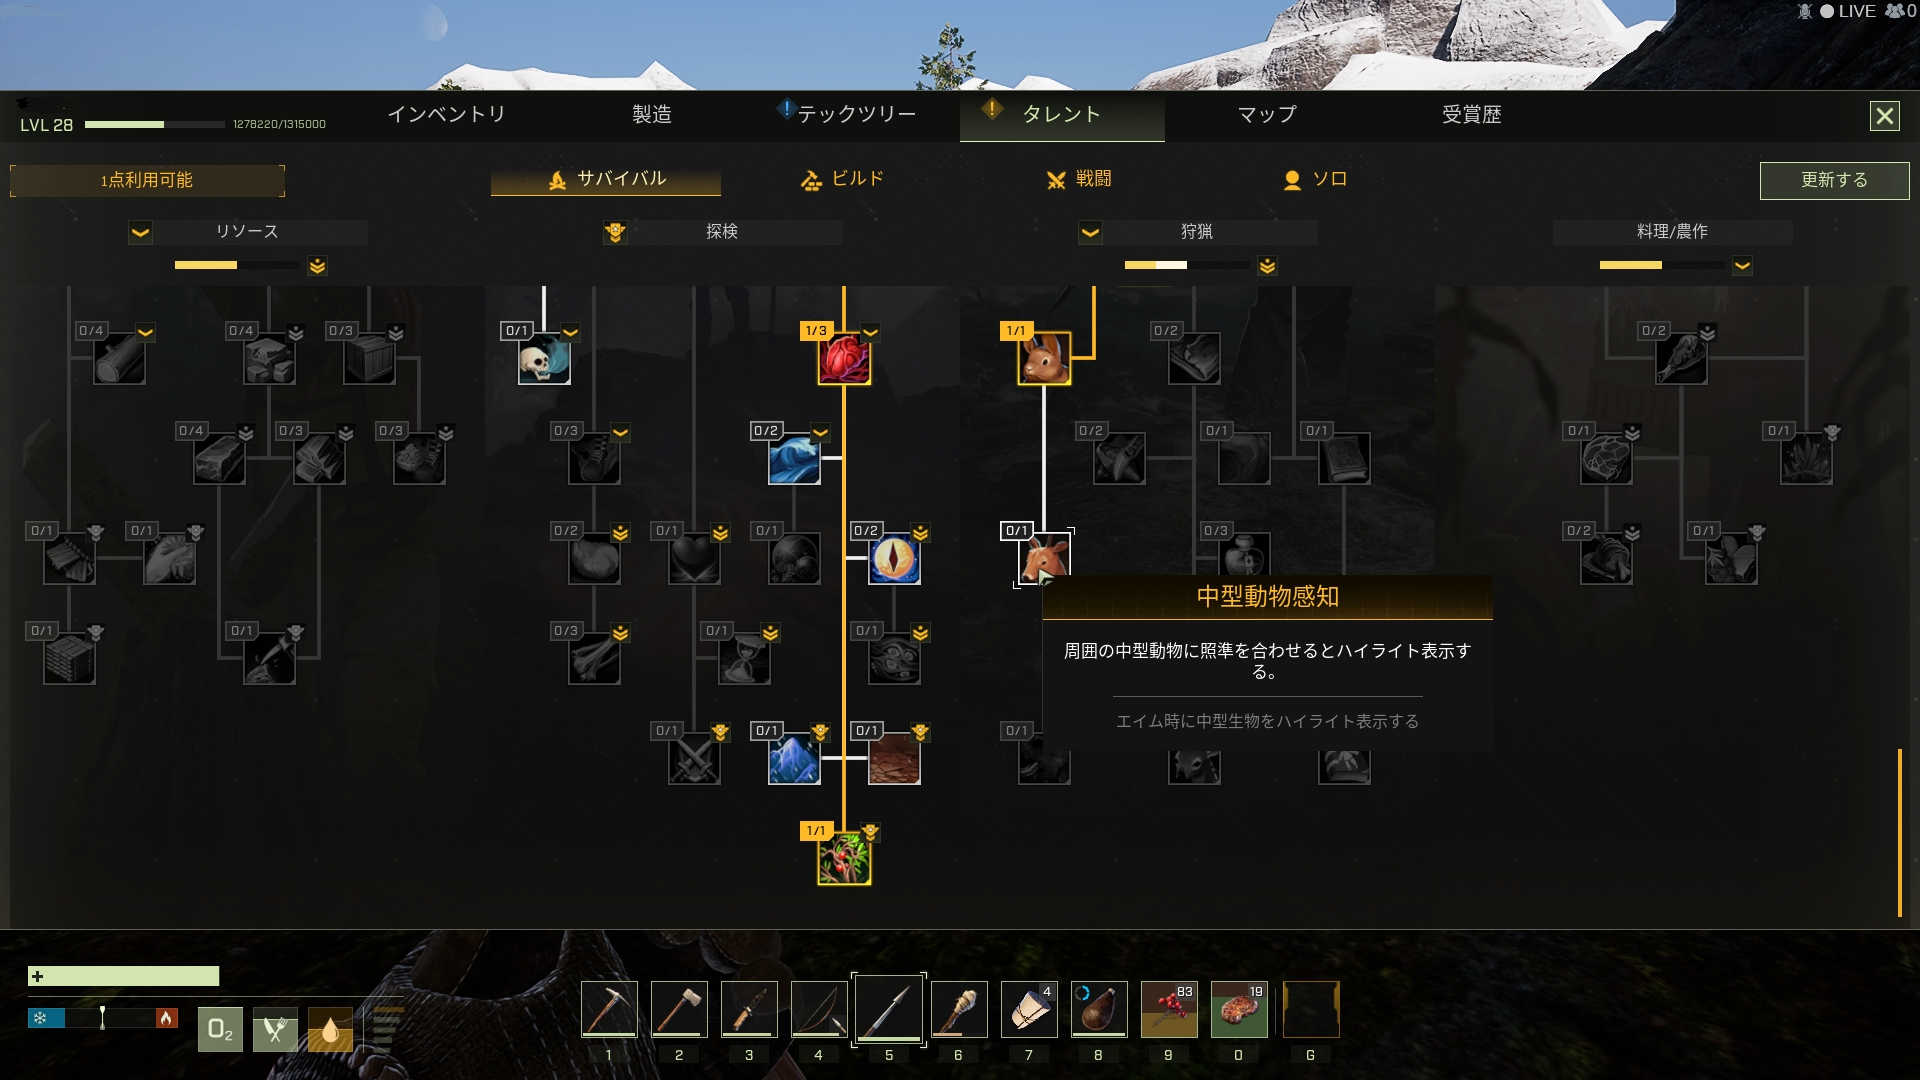 LIVE 0
インベントリ
製造
テックツリー
タレント
マップ
受賞歴
LVL 28
1278220/1315000
1点利用可能
サバイバル
ビルド
戦闘
ソロ
更新する
リソース
探検
狩猟
料理/農作
0/4
0/4
0/3
0/1
1/3
1/1
0/2
0/2
0/4
0/3
0/3
0/3
0/2
0/2
0/1
0/1
0/1
0/1
0/1
0/1
0/2
0/1
0/1
0/2
0/1
0/3
0/2
0/1
0/1
0/1
0/3
0/1
0/1
中型動物感知
周囲の中型動物に照準を合わせるとハイライト表示す
る。
エイム時に中型生物をハイライト表示する
0/1
0/1
0/1
0/1
1/1
O2
4
83
19
1
2
3
4
5
6
7
8
9
0
G